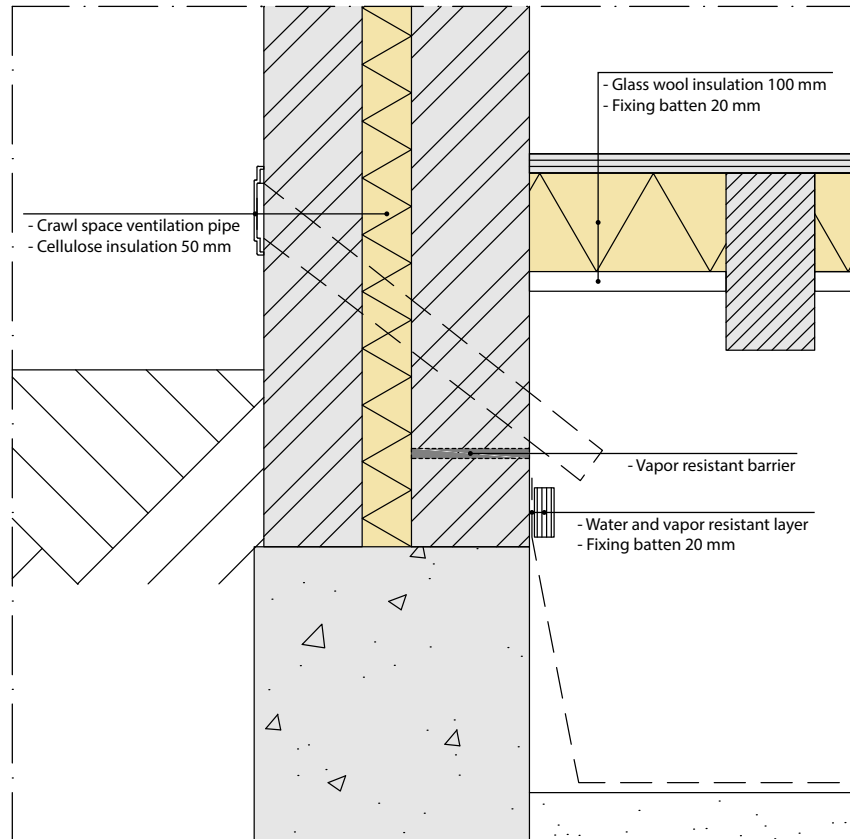 - Glass wool insulation 100 mm
- Fixing batten 20 mm
- Crawl space ventilation pipe
- Cellulose insulation 50 mm
- Vapor resistant barrier
- Water and vapor resistant layer
- Fixing batten 20 mm